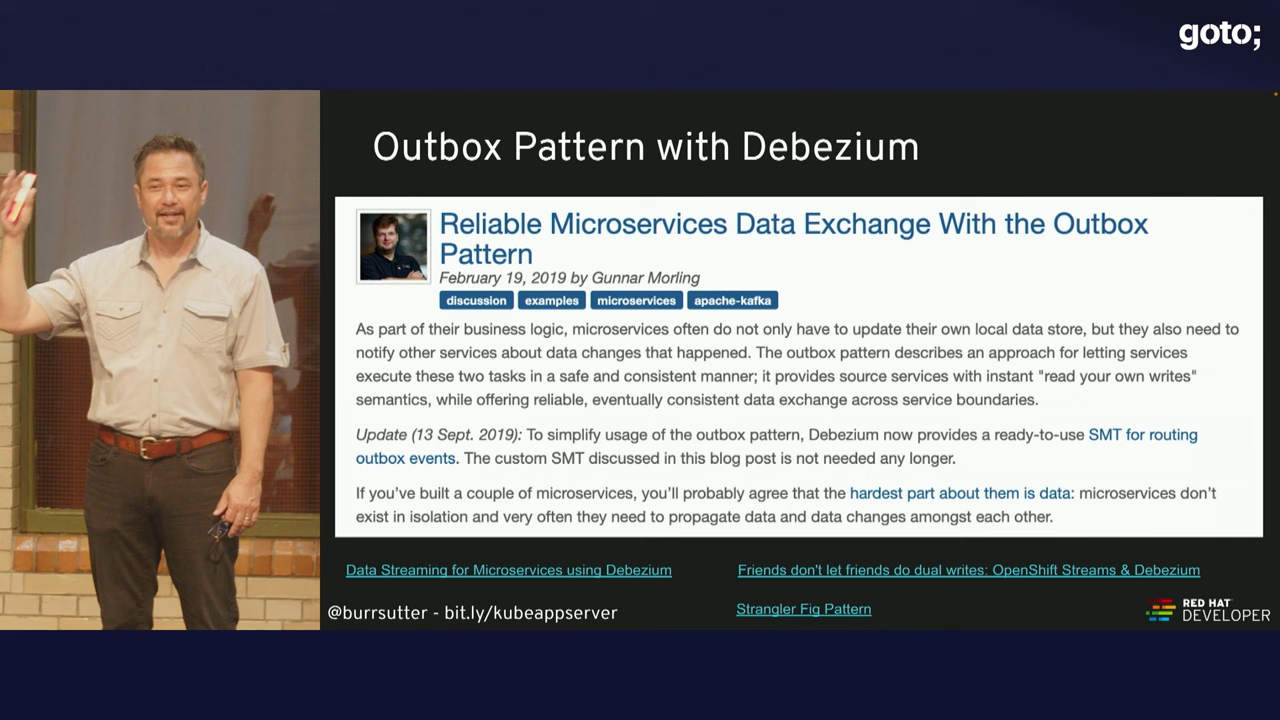 goto;
Outbox Pattern with Debezium
Reliable Microservices Data Exchange With the Outbox
Pattern
February 19, 2019 by Gunnar Morling
discussion examples microservices apache-kafka
As part of their business logic, microservices often do not only have to update their own local data store, but they also need to
notify other services about data changes that happened. The outbox pattern describes an approach for letting services
execute these two tasks in a safe and consistent manner; it provides source services with instant "read your own writes"
semantics, while offering reliable, eventually consistent data exchange across service boundaries.
Update (13 Sept. 2019): To simplify usage of the outbox pattern, Debezium now provides a ready-to-use SMT for routing
outbox events. The custom SMT discussed in this blog post is not needed any longer.
If you've built a couple of microservices, you'll probably agree that the hardest part about them is data: microservices don't
exist in isolation and very often they need to propagate data and data changes amongst each other.
Data Streaming for Microservices using Debezium
Friends don't let friends do dual writes: OpenShift Streams & Debezium
@burrsutter - bit.ly/kubeappserver
Strangler Fig Pattern
RED HAT
DEVELOPER